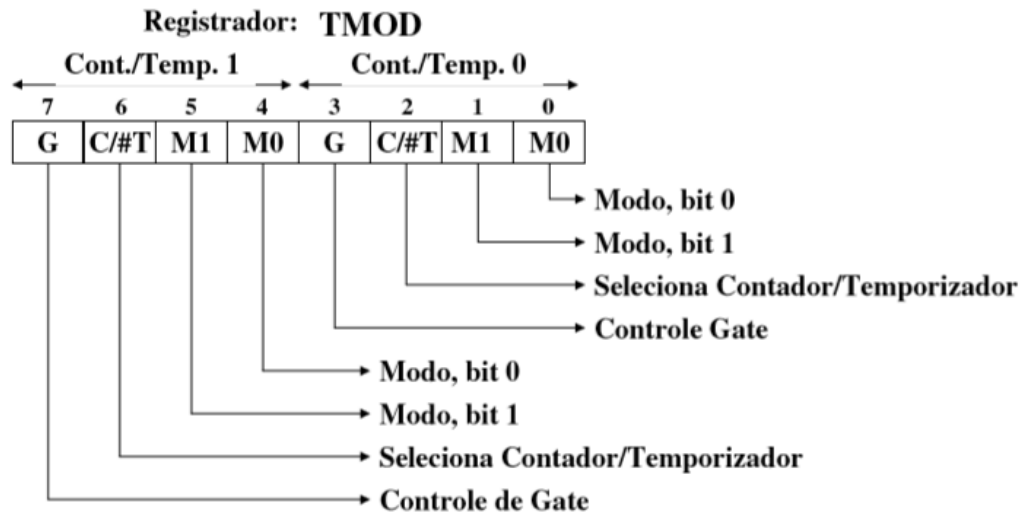 Registrador: TMOD
Cont./Temp. 1 Cont./Temp. 0
7 6 5 4 3 2 1 0
G C/#T M1 M0 G C/#T M1 M0
Modo, bit 0
Modo, bit 1
Seleciona Contador/Temporizador
Controle Gate
Modo, bit 0
Modo, bit 1
Seleciona Contador/Temporizador
Controle de Gate